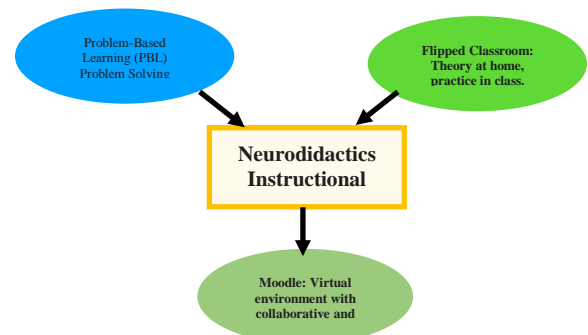 Problem-Based
Learning (PBL)
Problem Solving
Flipped Classroom:
Theory at home,
practice in class.
Neurodidactics
Instructional
Moodle: Virtual
environment with
collaborative and